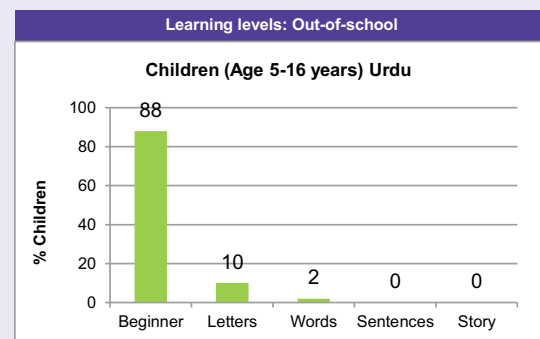 Learning levels: Out-of-school
Children (Age 5-16 years) Urdu
% Children
100
80
60
40
20
0
88
10
2
0
0
Beginner Letters Words Sentences Story